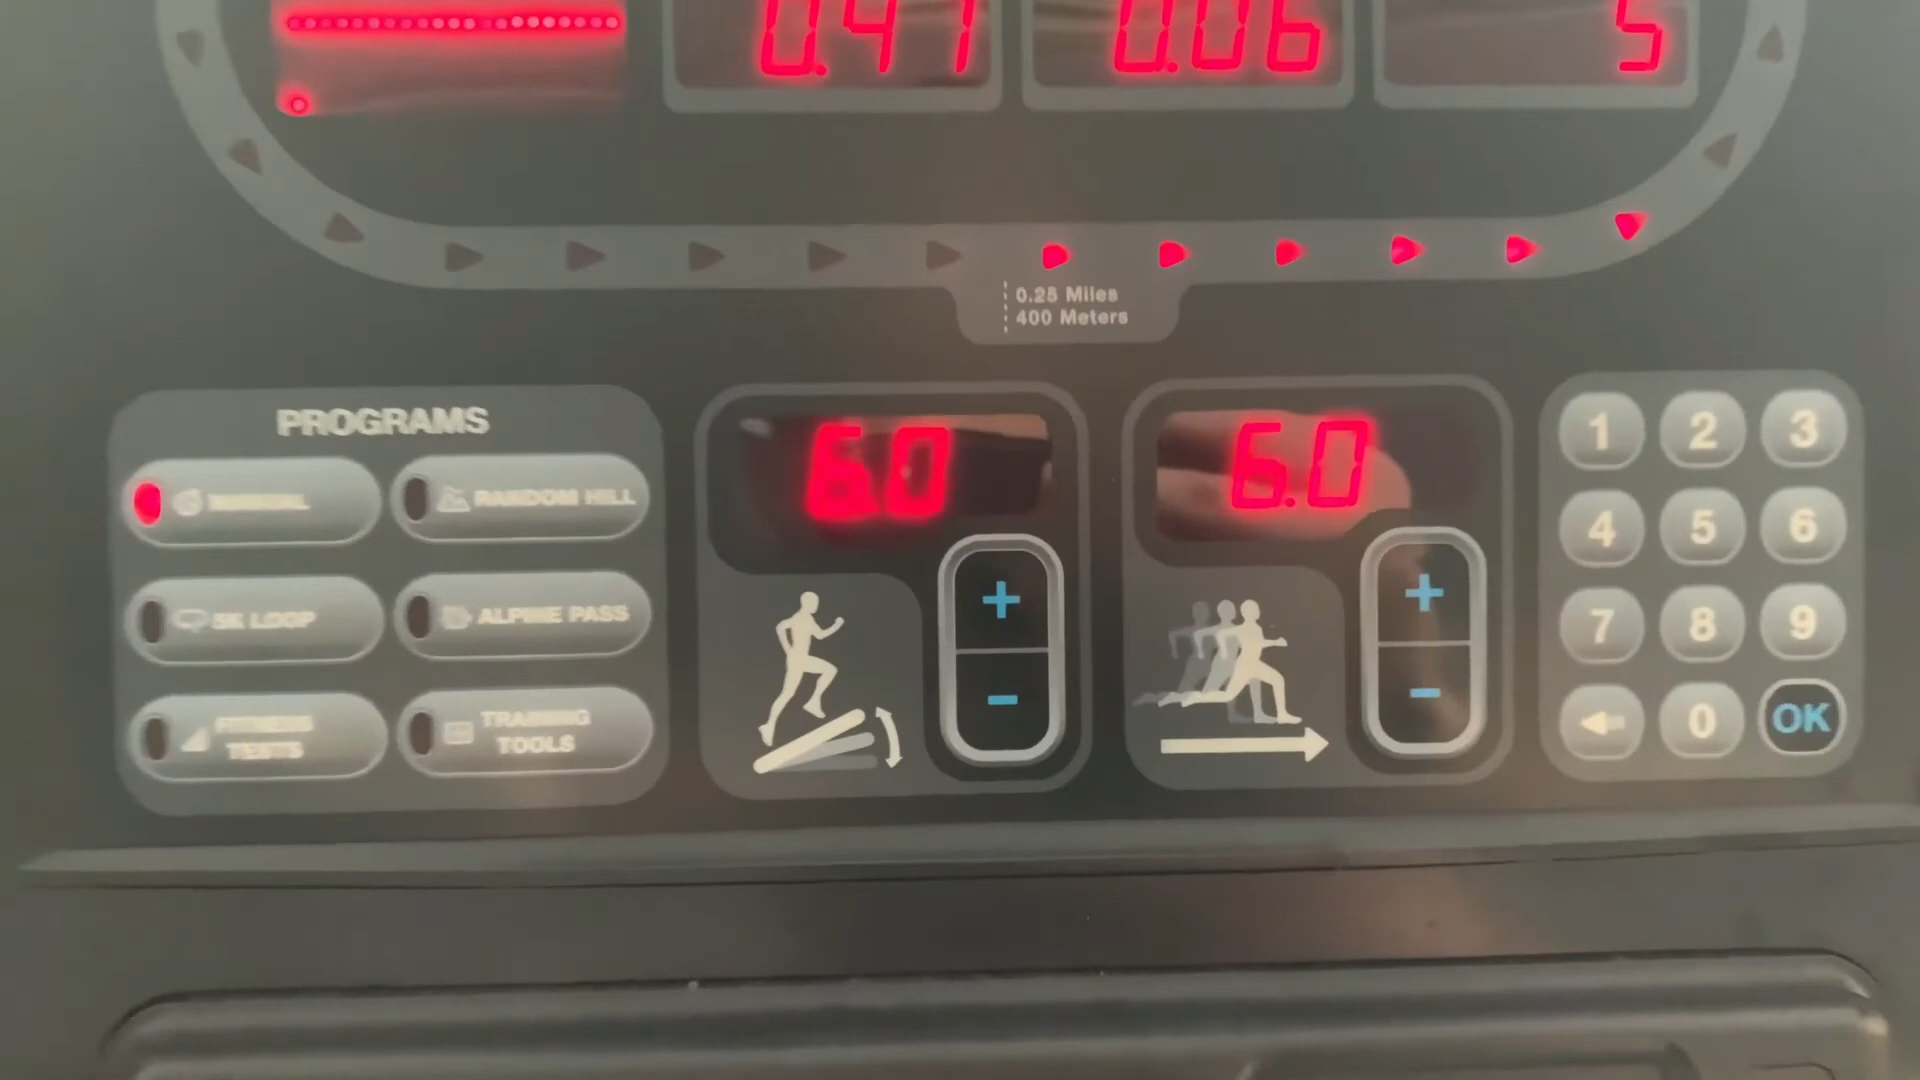 0.41 0.06 5
0.25 Miles
400 Meters
PROGRAMS
MANUAL
RANDOM HILL
5K LOOP
ALPINE PASS
FITNESS
TESTS
TRAINING
TOOLS
6.0
+
-
6.0
+
-
1 2 3
4 5 6
7 8 9
0 OK